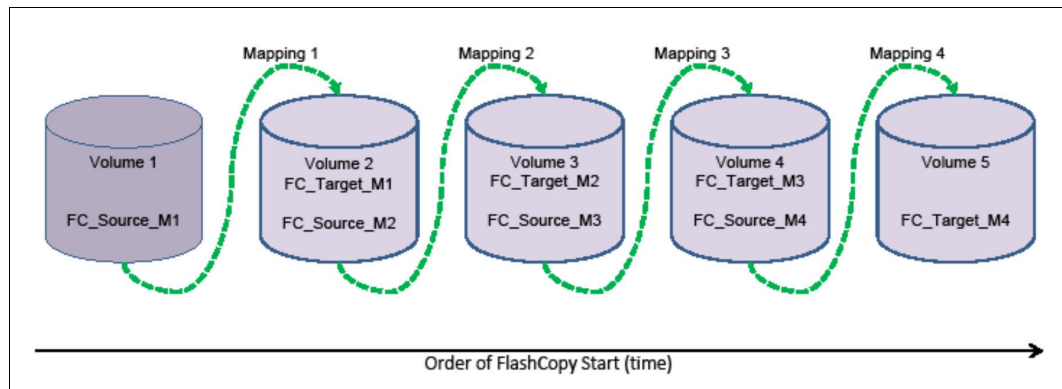 Mapping 1
Mapping 2
Mapping 3
Mapping 4
Volume 1
FC_Source_M1
Volume 2
FC_Target_M1
FC_Source_M2
Volume 3
FC_Target_M2
FC_Source_M3
Volume 4
FC_Target_M3
FC_Source_M4
Volume 5
FC_Target_M4
Order of FlashCopy Start (time)